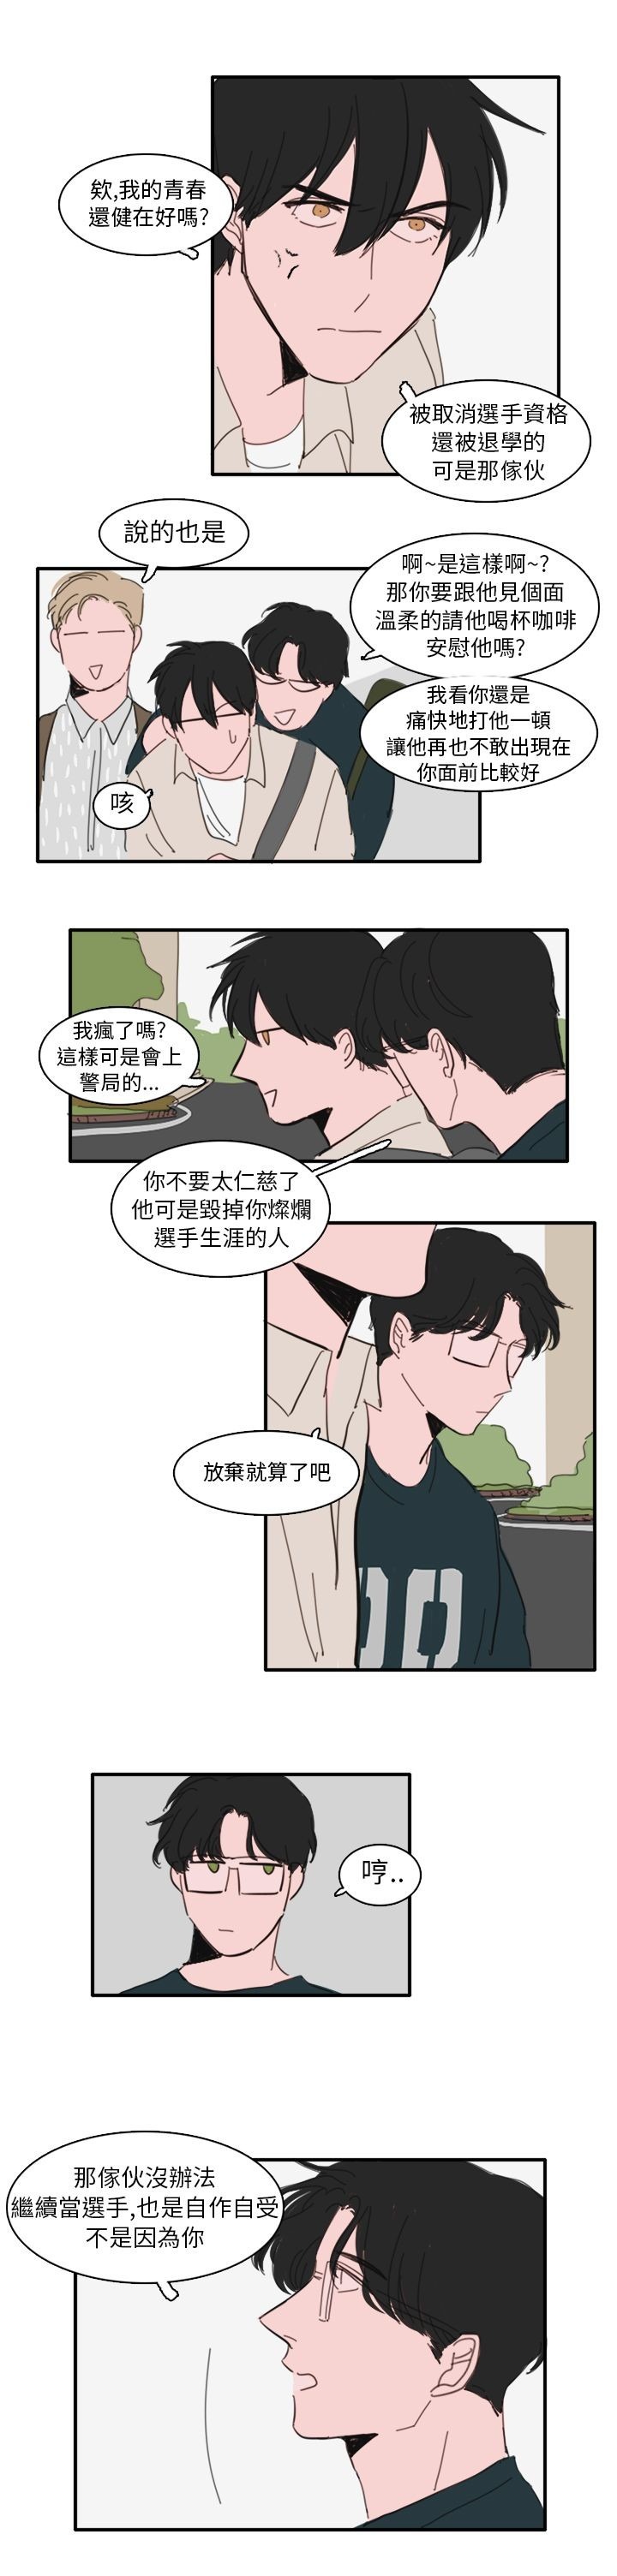 欸,我的青春
還健在好嗎?
被取消選手資格
還被退學的
可是那傢伙
說的也是
啊~是這樣啊~?
那你要跟他見個面
溫柔的請他喝杯咖啡
安慰他嗎?
我看你還是
痛快地打他一頓
讓他再也不敢出現在
你面前比較好
咳
我瘋了嗎?
這樣可是會上
警局的...
你不要太仁慈了
他可是毀掉你燦爛
選手生涯的人
放棄就算了吧
哼..
那傢伙沒辦法
繼續當選手,也是自作自受
不是因為你